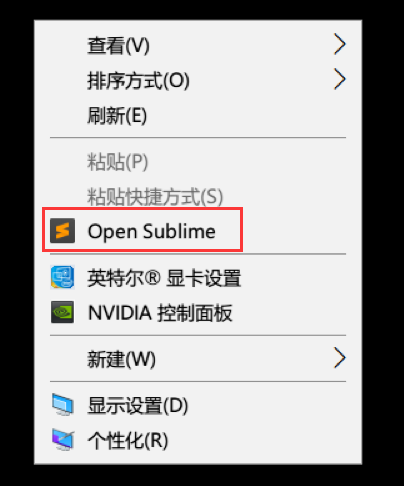 查看(V)
排序方式(O)
刷新(E)
粘贴(P)
粘贴快捷方式(S)
Open Sublime
英特尔® 显卡设置
NVIDIA 控制面板
新建(W)
显示设置(D)
个性化(R)